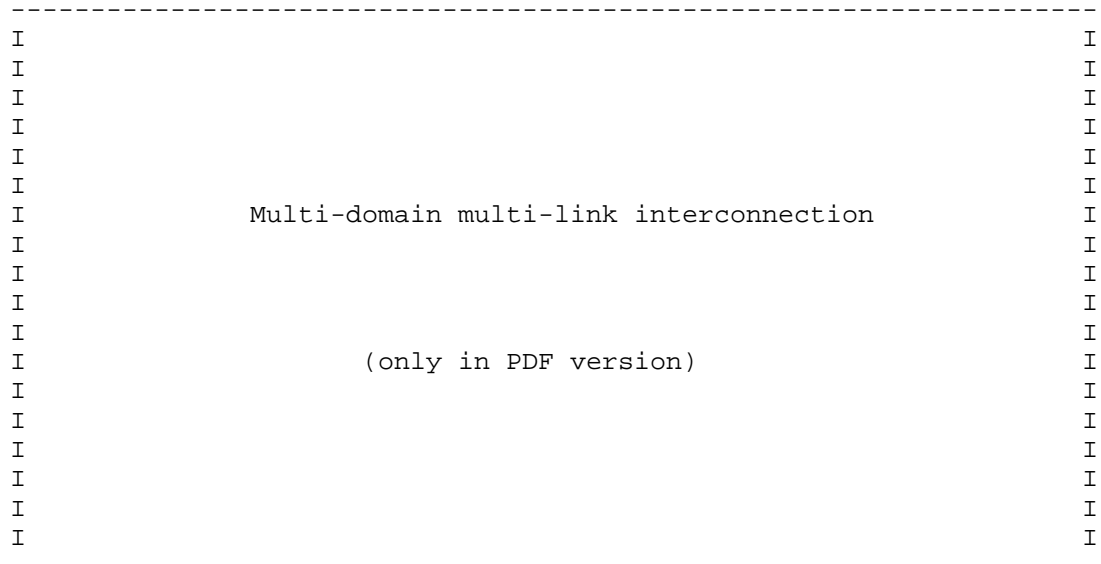 --------------------------------------------------------------------
I                                                                  I
I                                                                  I
I                                                                  I
I                                                                  I
I                                                                  I
I                                                                  I
I              Multi-domain multi-link interconnection             I
I                                                                  I
I                                                                  I
I                                                                  I
I                                                                  I
I                     (only in PDF version)                        I
I                                                                  I
I                                                                  I
I                                                                  I
I                                                                  I
I                                                                  I
I                                                                  I